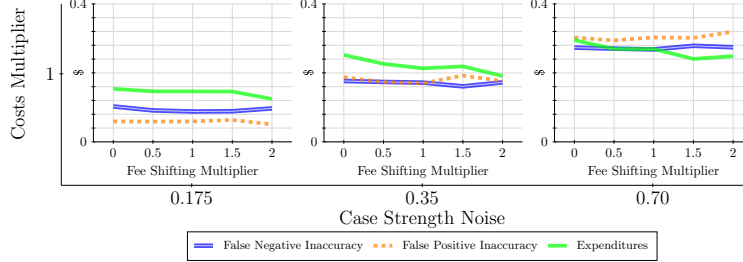 0.4
0.4
0.4
Costs Multiplier
1
$
$
$
0
0
0
0 0.5 1 1.5 2
0 0.5 1 1.5 2
0 0.5 1 1.5 2
Fee Shifting Multiplier
Fee Shifting Multiplier
Fee Shifting Multiplier
0.175
0.35
0.70
Case Strength Noise
False Negative Inaccuracy False Positive Inaccuracy Expenditures